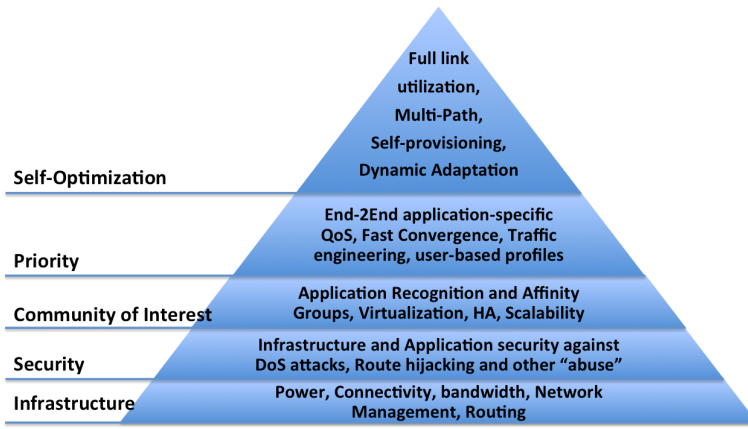 Full link
utilization,
Multi-Path,
Self-provisioning,
Dynamic Adaptation
Self-Optimization
End-2End application-specific
QoS, Fast Convergence, Traffic
engineering, user-based profiles
Priority
Application Recognition and Affinity
Groups, Virtualization, HA, Scalability
Community of Interest
Infrastructure and Application security against
DoS attacks, Route hijacking and other “abuse”
Security
Power, Connectivity, bandwidth, Network
Management, Routing
Infrastructure